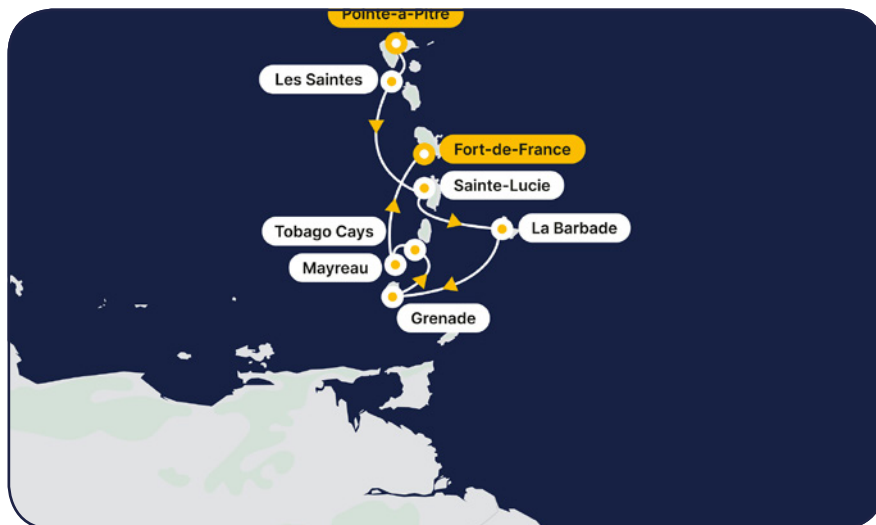 Pointe-à-Pitre
Les Saintes
Fort-de-France
Sainte-Lucie
La Barbade
Tobago Cays
Mayreau
Grenade